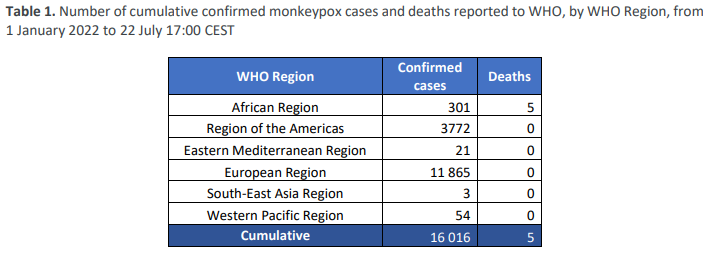 Table 1. Number of cumulative confirmed monkeypox cases and deaths reported to WHO, by WHO Region, from
1 January 2022 to 22 July 17:00 CEST
WHO Region Confirmed cases Deaths
African Region 301 5
Region of the Americas 3772 0
Eastern Mediterranean Region 21 0
European Region 11 865 0
South-East Asia Region 3 0
Western Pacific Region 54 0
Cumulative 16 016 5